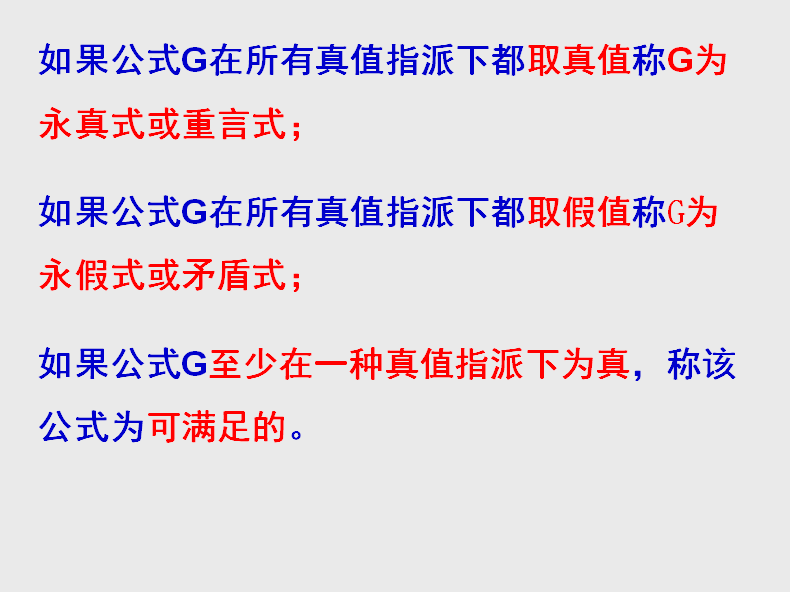 如果公式G在所有真值指派下都取真值称G为
永真式或重言式；
如果公式G在所有真值指派下都取假值称G为
永假式或矛盾式；
如果公式G至少在一种真值指派下为真，称该
公式为可满足的。